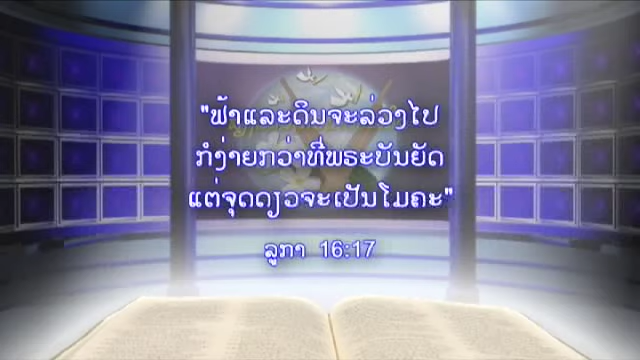 "ຟ້າແລະດິນຈະລ່ວງໄປ
ກໍງ່າຍກວ່າທີ່ພຣະບັນຍັດ
ແຕ່ຈຸດດຽວຈະເປັນໂມຄະ"
ລູກາ 16:17